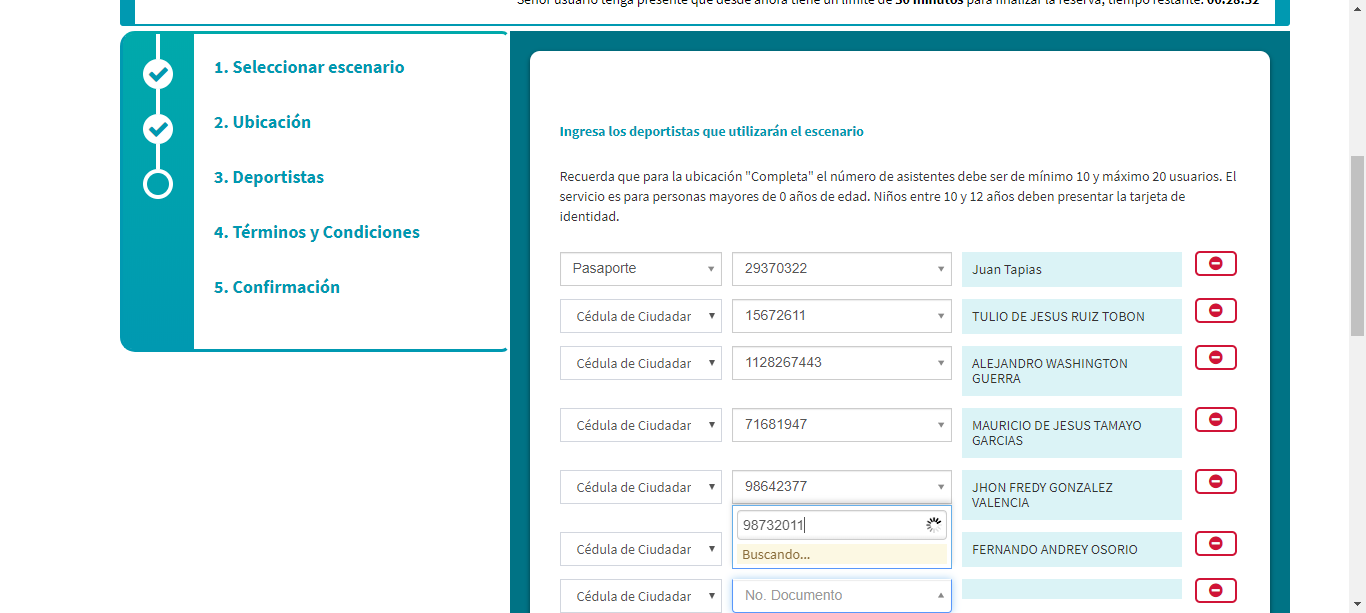 Señor usuario tenga presente que desde ahora tiene un límite de 30 minutos para finalizar la reserva, tiempo restante: 00:28:32
1. Seleccionar escenario
2. Ubicación
3. Deportistas
4. Términos y Condiciones
5. Confirmación
Ingresa los deportistas que utilizarán el escenario
Recuerda que para la ubicación "Completa" el número de asistentes debe ser de mínimo 10 y máximo 20 usuarios. El
servicio es para personas mayores de 0 años de edad. Niños entre 10 y 12 años deben presentar la tarjeta de
identidad.
Pasaporte 29370322 Juan Tapias
Cédula de Ciudadar 15672611 TULIO DE JESUS RUIZ TOBON
Cédula de Ciudadar 1128267443 ALEJANDRO WASHINGTON
GUERRA
Cédula de Ciudadar 71681947 MAURICIO DE JESUS TAMAYO
GARCIAS
Cédula de Ciudadar 98642377 JHON FREDY GONZALEZ
VALENCIA
98732011
Buscando...
Cédula de Ciudadar FERNANDO ANDREY OSORIO
Cédula de Ciudadar No. Documento